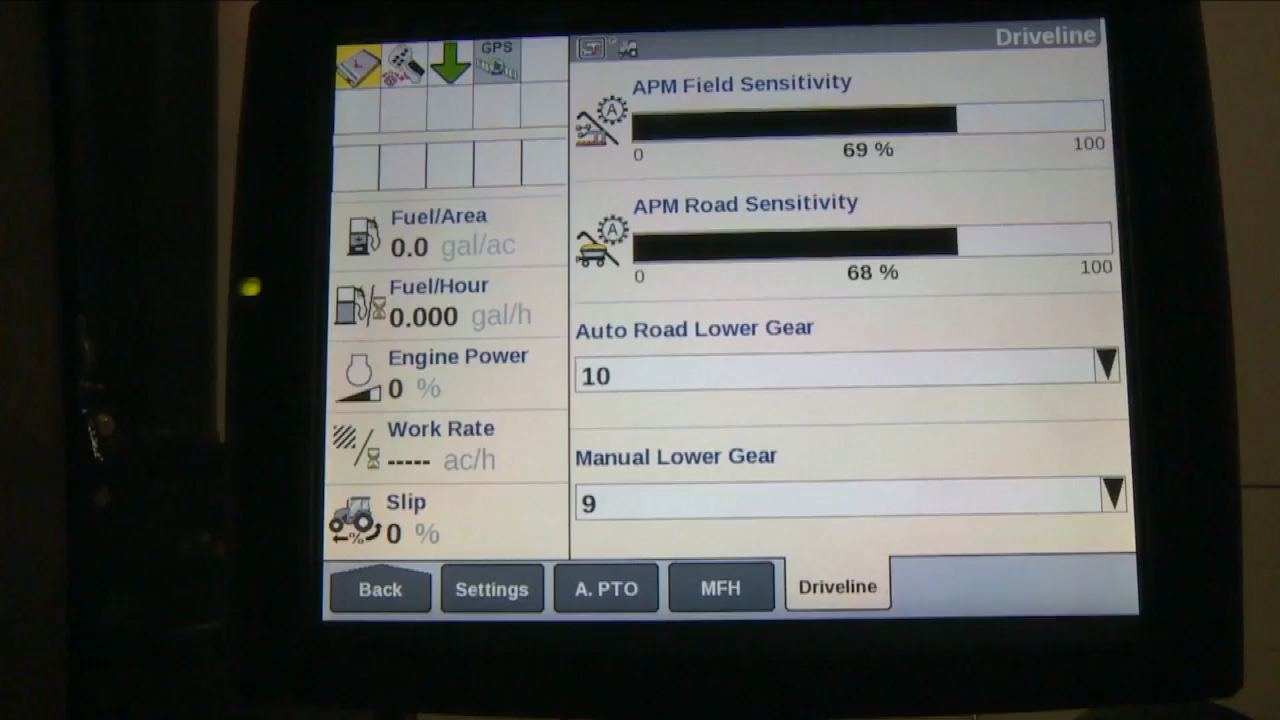 GPS
Driveline
APM Field Sensitivity
A
0
69 %
100
APM Road Sensitivity
A
0
68 %
100
Auto Road Lower Gear
10
Manual Lower Gear
9
Fuel/Area
0.0 gal/ac
Fuel/Hour
0.000 gal/h
Engine Power
0 %
Work Rate
----- ac/h
Slip
%
0 %
Back
Settings
A. PTO
MFH
Driveline